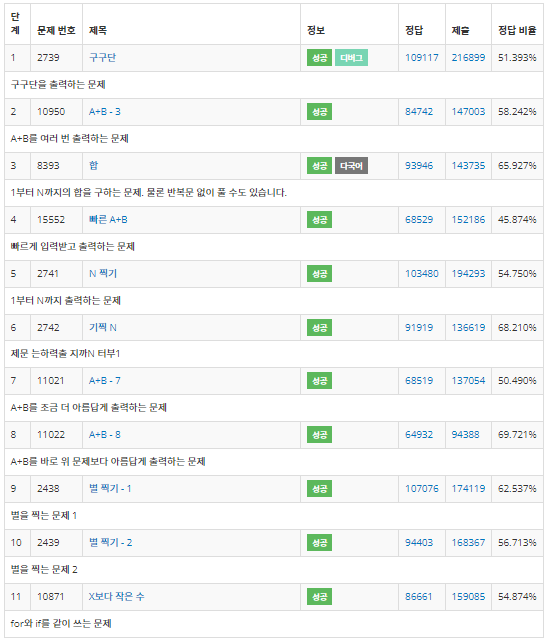 단계 문제 번호 제목 정보 정답 제출 정답 비율
1 2739 구구단 성공 디버그 109117 216899 51.393%
구구단을 출력하는 문제
2 10950 A+B - 3 성공 84742 147003 58.242%
A+B를 여러 번 출력하는 문제
3 8393 합 성공 다국어 93946 143735 65.927%
1부터 N까지의 합을 구하는 문제. 물론 반복문 없이 풀 수도 있습니다.
4 15552 빠른 A+B 성공 68529 152186 45.874%
빠르게 입력받고 출력하는 문제
5 2741 N 찍기 성공 103480 194293 54.750%
1부터 N까지 출력하는 문제
6 2742 기찍 N 성공 91919 136619 68.210%
제문 는하력출 지까N 터부1
7 11021 A+B - 7 성공 68519 137054 50.490%
A+B를 조금 더 아름답게 출력하는 문제
8 11022 A+B - 8 성공 64932 94388 69.721%
A+B를 바로 위 문제보다 아름답게 출력하는 문제
9 2438 별 찍기 - 1 성공 107076 174119 62.537%
별을 찍는 문제 1
10 2439 별 찍기 - 2 성공 94403 168367 56.713%
별을 찍는 문제 2
11 10871 X보다 작은 수 성공 86661 159085 54.874%
for와 if를 같이 쓰는 문제